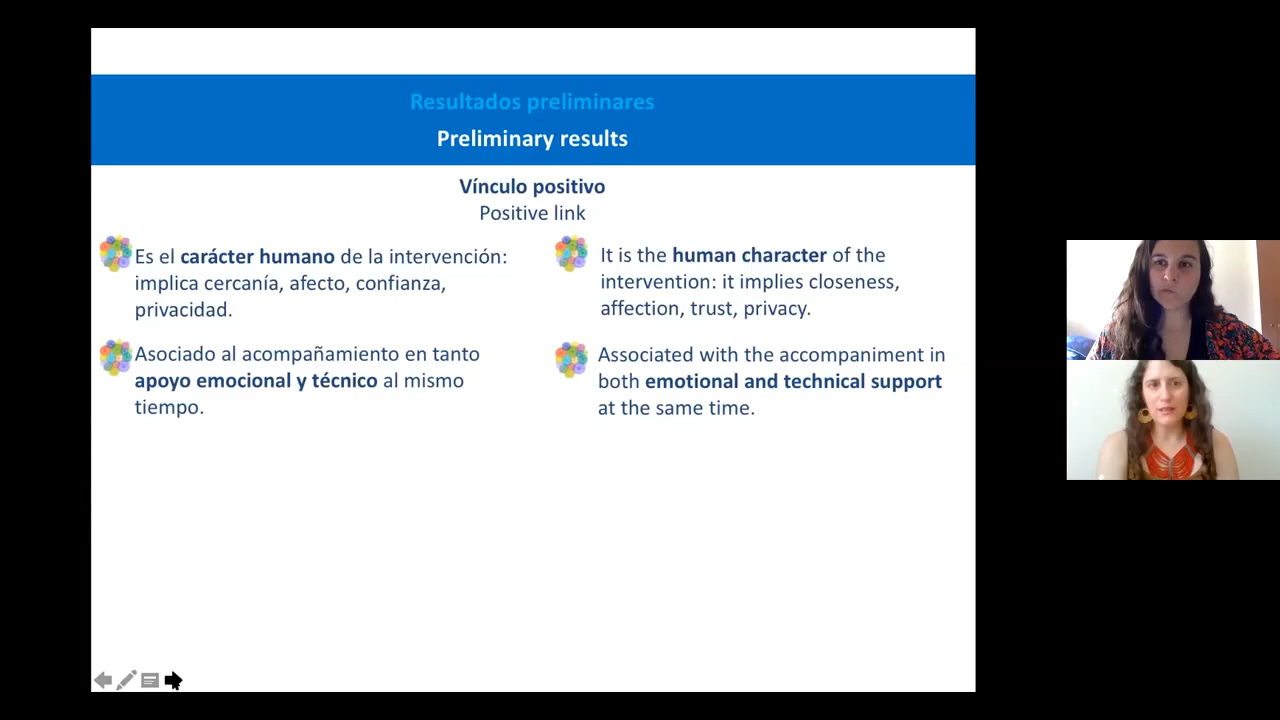 Resultados preliminares
Preliminary results
Vínculo positivo
Positive link
Es el carácter humano de la intervención:
implica cercanía, afecto, confianza,
privacidad.
Asociado al acompañamiento en tanto
apoyo emocional y técnico al mismo
tiempo.
It is the human character of the
intervention: it implies closeness,
affection, trust, privacy.
Associated with the accompaniment in
both emotional and technical support
at the same time.